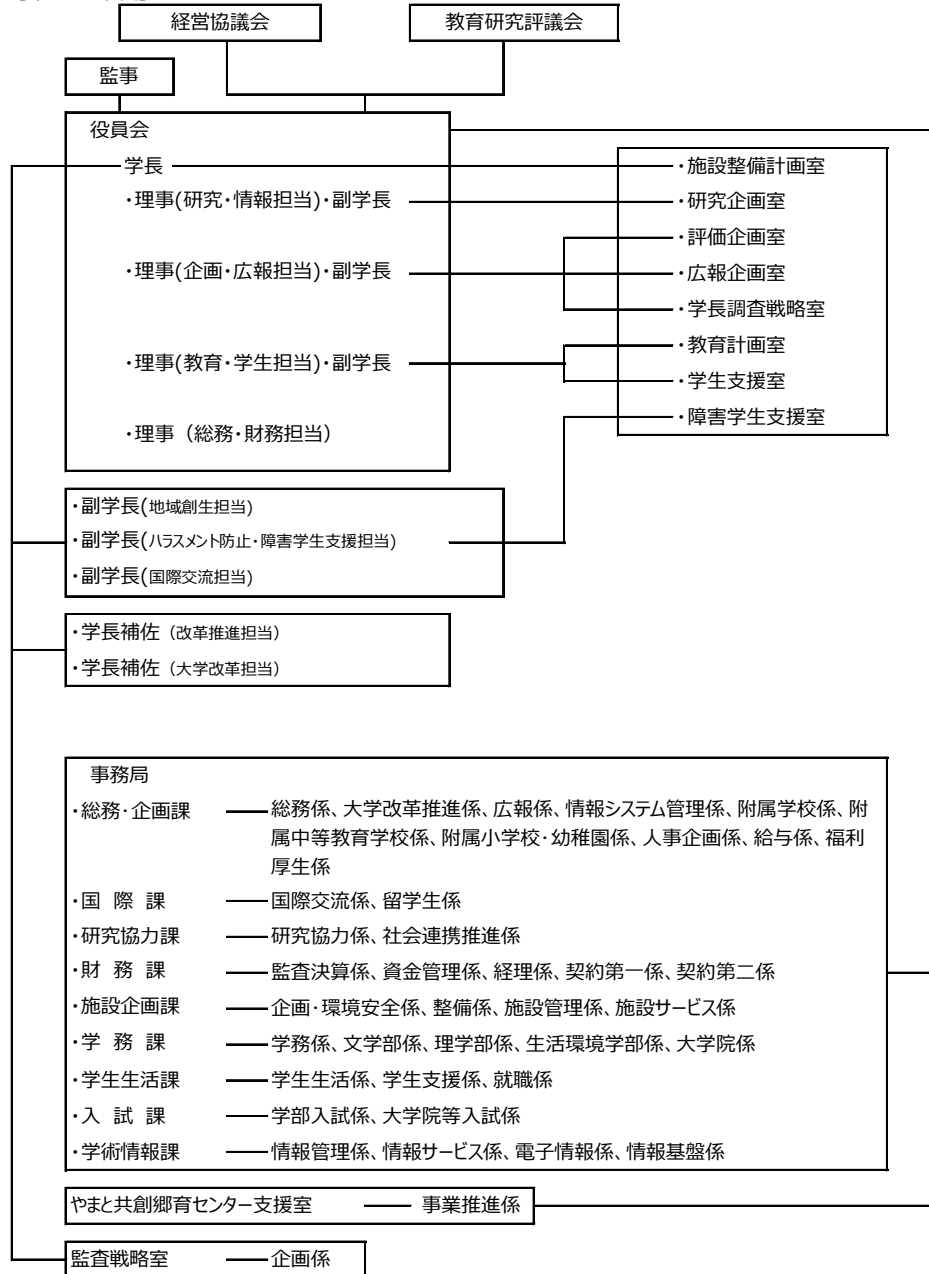 経営協議会 教育研究評議会
監事
役員会
学長 ・施設整備計画室
・理事(研究・情報担当)・副学長 ・研究企画室
・評価企画室
・理事(企画・広報担当)・副学長 ・広報企画室
・学長調査戦略室
・理事(教育・学生担当)・副学長 ・教育計画室
・学生支援室
・障害学生支援室
・理事（総務・財務担当）
・副学長(地域創生担当)
・副学長(ハラスメント防止・障害学生支援担当)
・副学長(国際交流担当)
・学長補佐（改革推進担当）
・学長補佐（大学改革担当）
事務局
・総務・企画課 総務係、大学改革推進係、広報係、情報システム管理係、附属学校係、附
属中等教育学校係、附属小学校・幼稚園係、人事企画係、給与係、福利
厚生係
・国 際 課 国際交流係、留学生係
・研究協力課 研究協力係、社会連携推進係
・財 務 課 監査決算係、資金管理係、経理係、契約第一係、契約第二係
・施設企画課 企画・環境安全係、整備係、施設管理係、施設サービス係
・学 務 課 学務係、文学部係、理学部係、生活環境学部係、大学院係
・学生生活課 学生生活係、学生支援係、就職係
・入 試 課 学部入試係、大学院等入試係
・学術情報課 情報管理係、情報サービス係、電子情報係、情報基盤係
やまと共創郷育センター支援室 事業推進係
監査戦略室 企画係